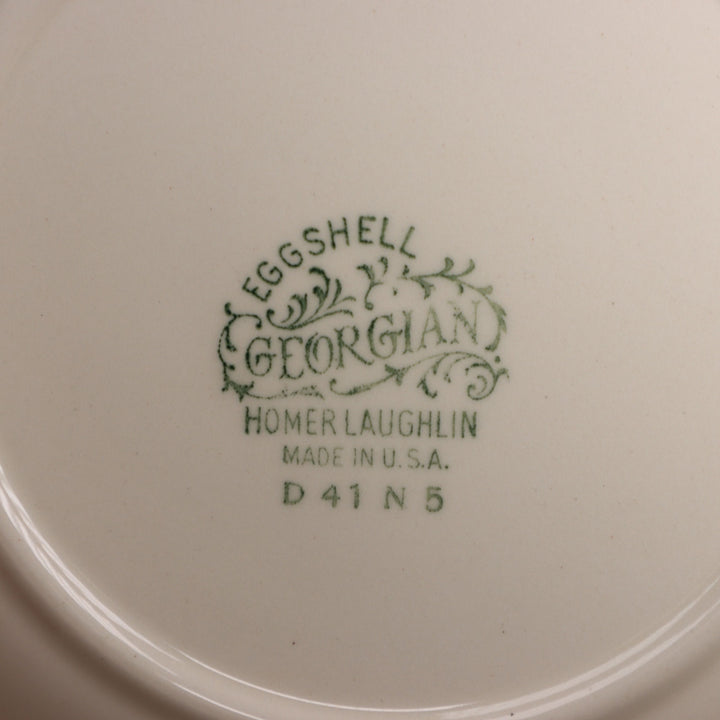 EGGSHELL
GEORGIAN
HOMER LAUGHLIN
MADE IN U.S.A.
D 41 N 5